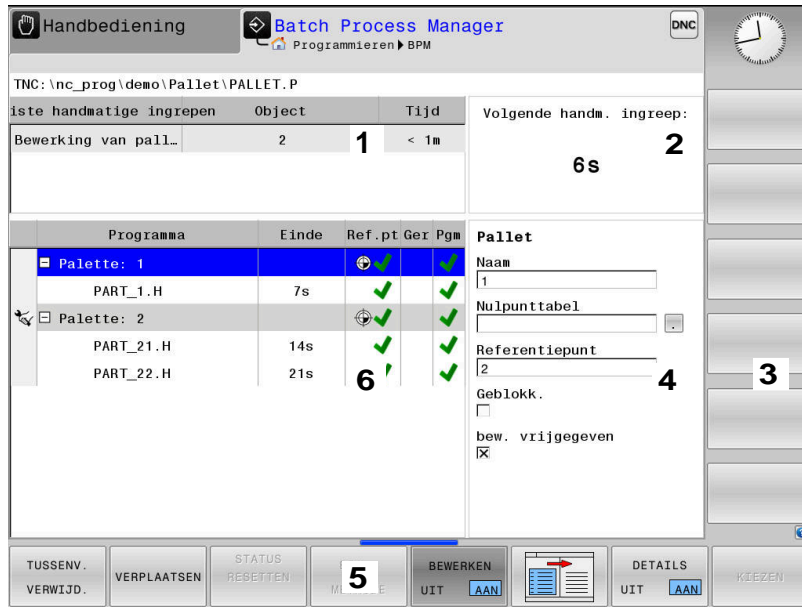 Handbediening
Batch Process Manager
Programmieren BPM
DNC
TNC:\nc_prog\demo\Pallet\PALLET.P
iste handmatige ingrepen Object Tijd
Bewerking van pall… 2 < 1m
1
Volgende handm. ingreep:
2
6s
Programma Einde Ref.pt Ger Pgm
Palette: 1
PART_1.H 7s
Palette: 2
PART_21.H 14s
PART_22.H 21s
6
Pallet
Naam
1
Nulpunttabel
.
Referentiepunt
2
4
Geblokk.
bew. vrijgegeven
3
TUSSENV.
VERWIJD.
VERPLAATSEN
STATUS
RESETTEN
5
BEWERKEN
UIT AAN
DETAILS
UIT AAN
KIEZEN